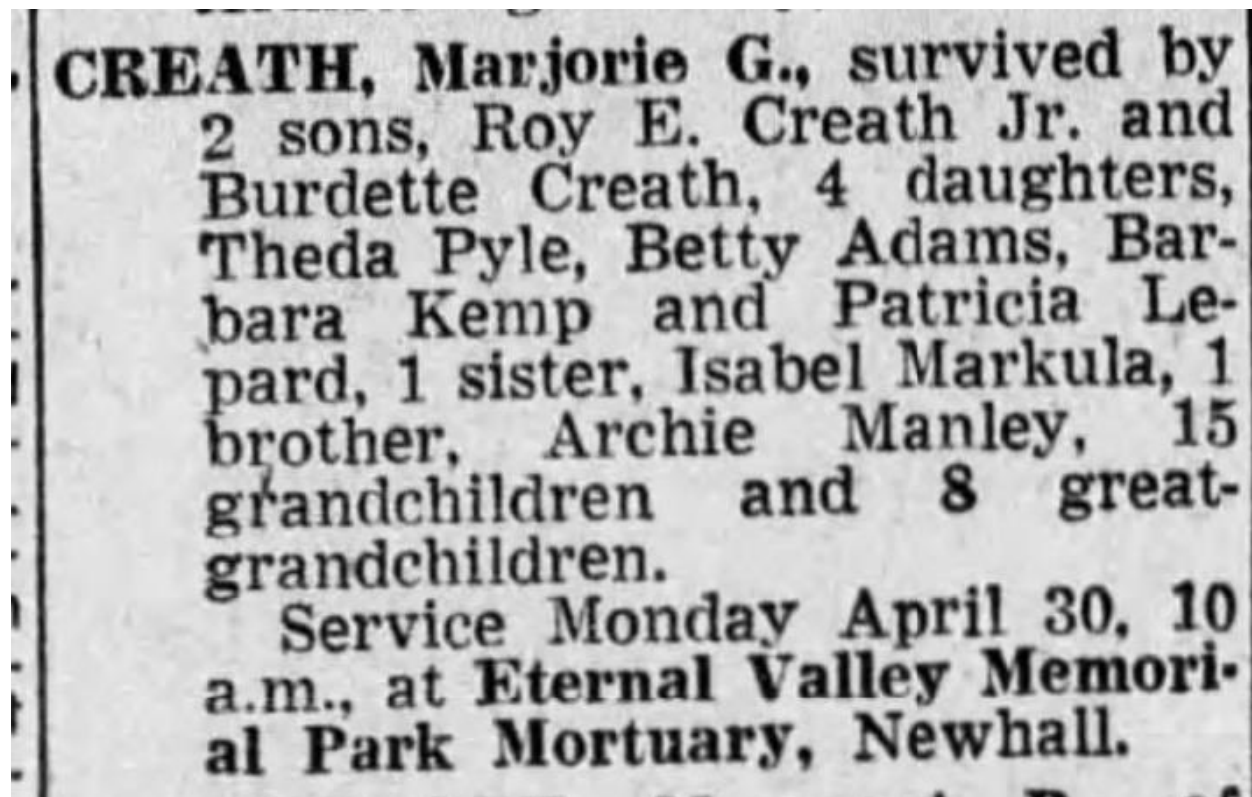 CREATH, Marjorie G., survived by
2 sons, Roy E. Creath Jr. and
Burdette Creath, 4 daughters,
Theda Pyle, Betty Adams, Bar-
bara Kemp and Patricia Le-
pard, 1 sister, Isabel Markula, 1
brother, Archie Manley, 15
grandchildren and 8 great-
grandchildren.
Service Monday April 30, 10
a.m., at Eternal Valley Memori-
al Park Mortuary, Newhall.